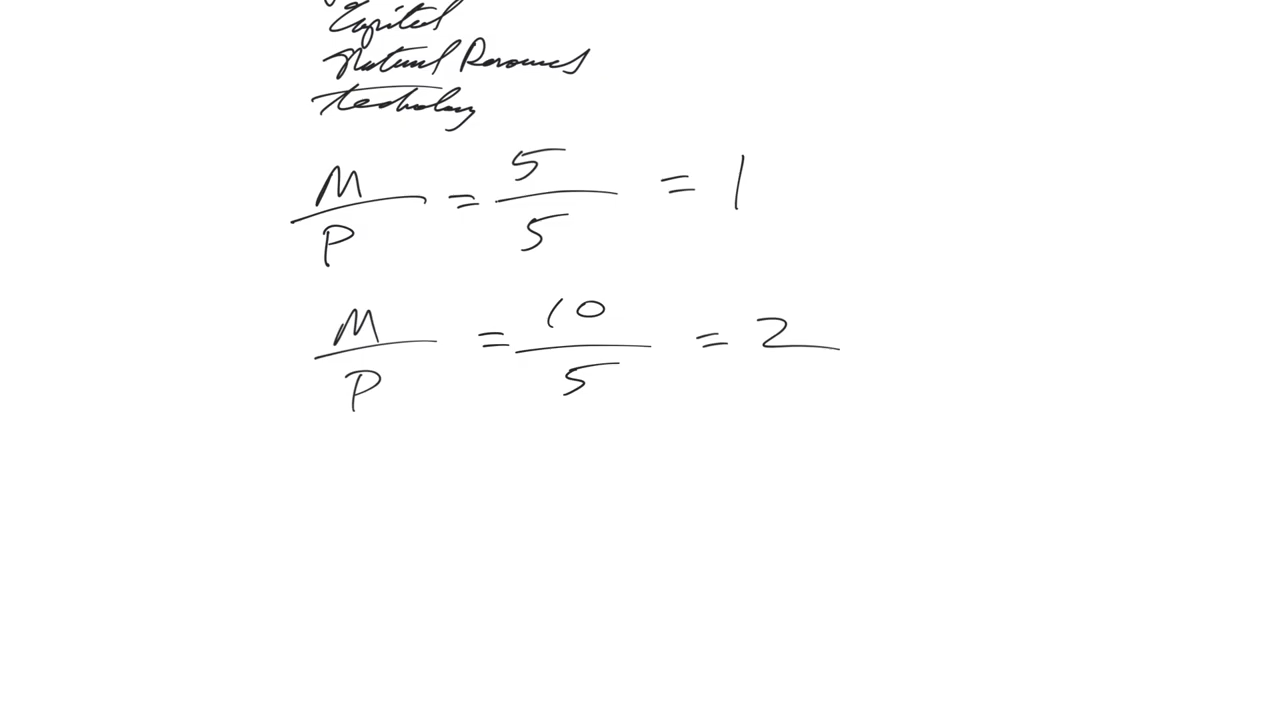 Capital
Natural Resources
Technology
M/P = 5/5 = 1
M/P = 10/5 = 2